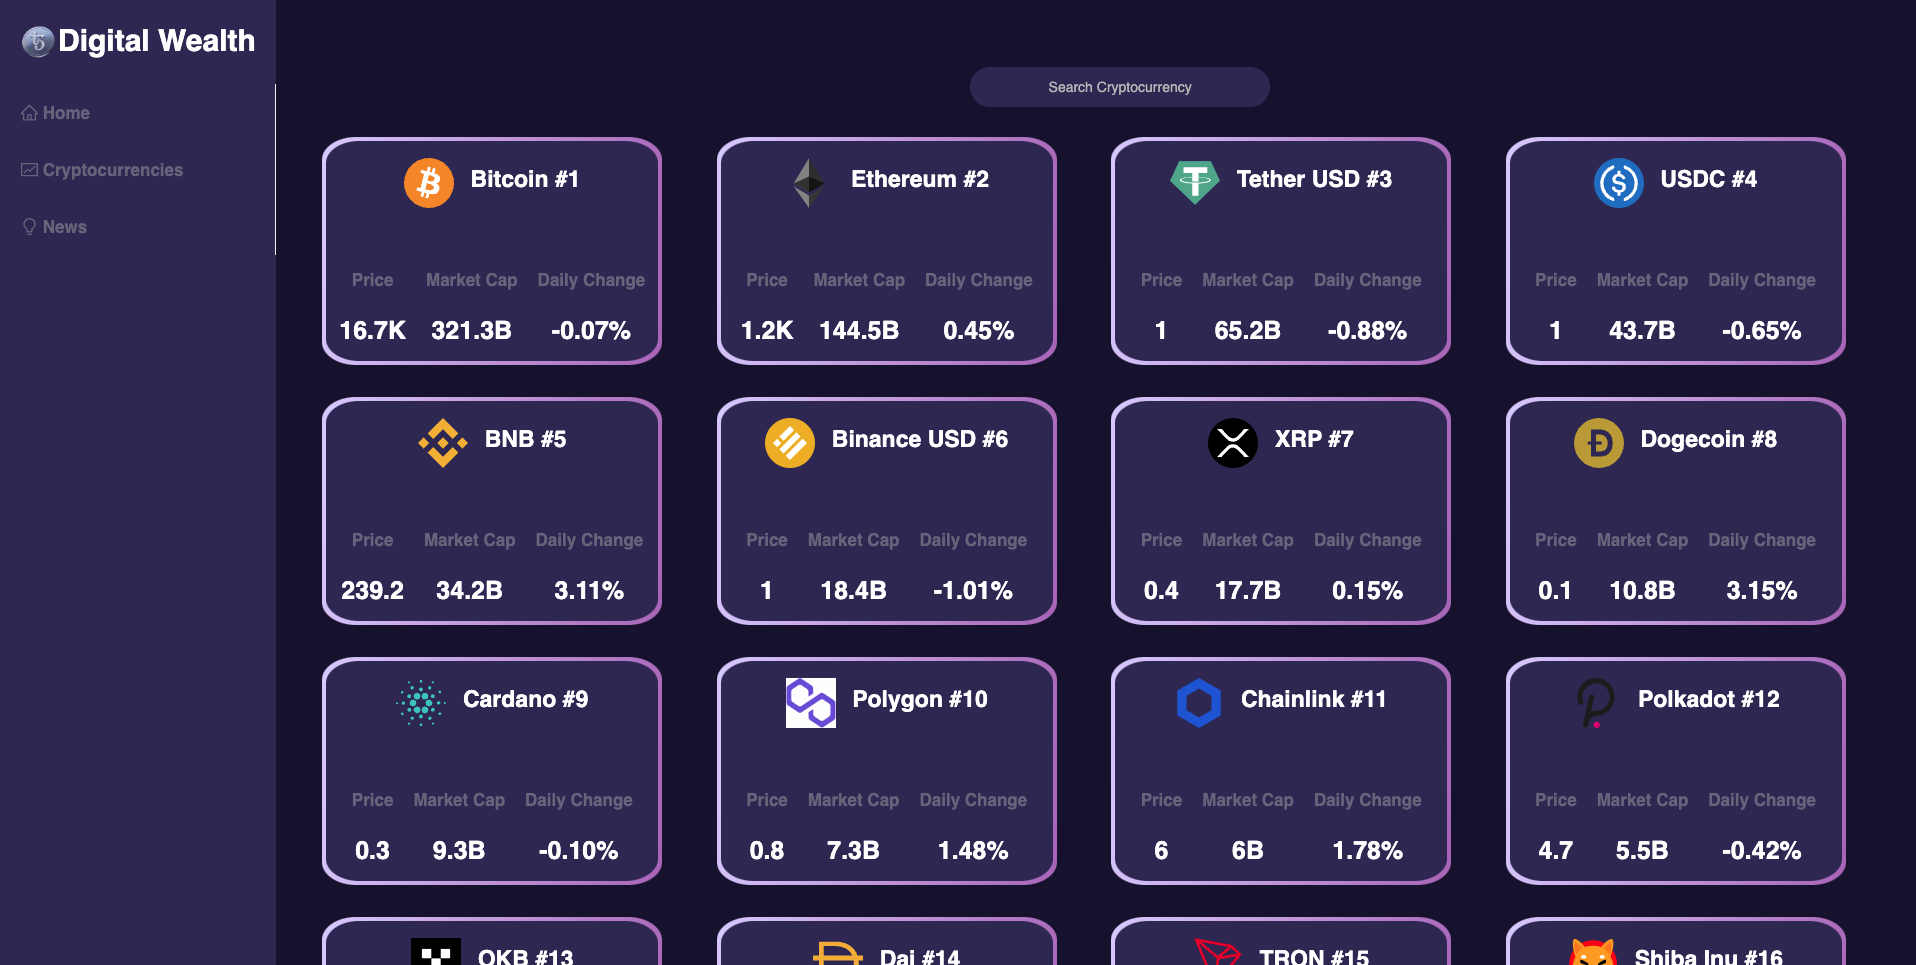 Digital Wealth
Home
Cryptocurrencies
News
Search Cryptocurrency
Bitcoin #1
Price Market Cap Daily Change
16.7K 321.3B -0.07%
Ethereum #2
Price Market Cap Daily Change
1.2K 144.5B 0.45%
Tether USD #3
Price Market Cap Daily Change
1 65.2B -0.88%
USDC #4
Price Market Cap Daily Change
1 43.7B -0.65%
BNB #5
Price Market Cap Daily Change
239.2 34.2B 3.11%
Binance USD #6
Price Market Cap Daily Change
1 18.4B -1.01%
XRP #7
Price Market Cap Daily Change
0.4 17.7B 0.15%
Dogecoin #8
Price Market Cap Daily Change
0.1 10.8B 3.15%
Cardano #9
Price Market Cap Daily Change
0.3 9.3B -0.10%
Polygon #10
Price Market Cap Daily Change
0.8 7.3B 1.48%
Chainlink #11
Price Market Cap Daily Change
6 6B 1.78%
Polkadot #12
Price Market Cap Daily Change
4.7 5.5B -0.42%
OKB #13
Dai #14
TRON #15
Shiba Inu #16